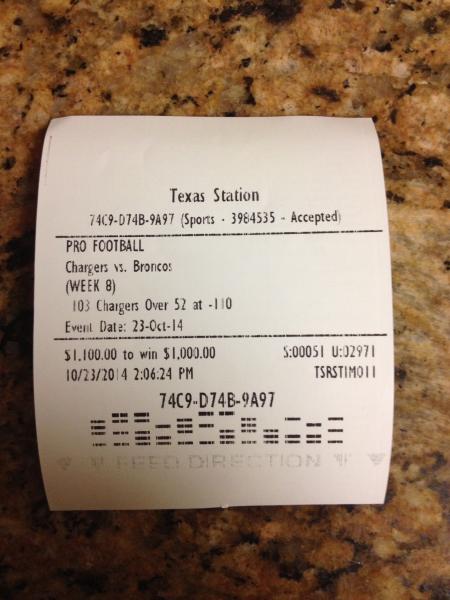 Texas Station
74C9-D74B-9A97 (Sports - 3984535 - Accepted)
PRO FOOTBALL
Chargers vs. Broncos
(WEEK 8)
103 Chargers Over 52 at -110
Event Date: 23-Oct-14
$1,100.00 to win $1,000.00 S:00051 U:02971
10/23/2014 2:06:24 PM TSRSTIM011
74C9-D74B-9A97
FEED DIRECTION